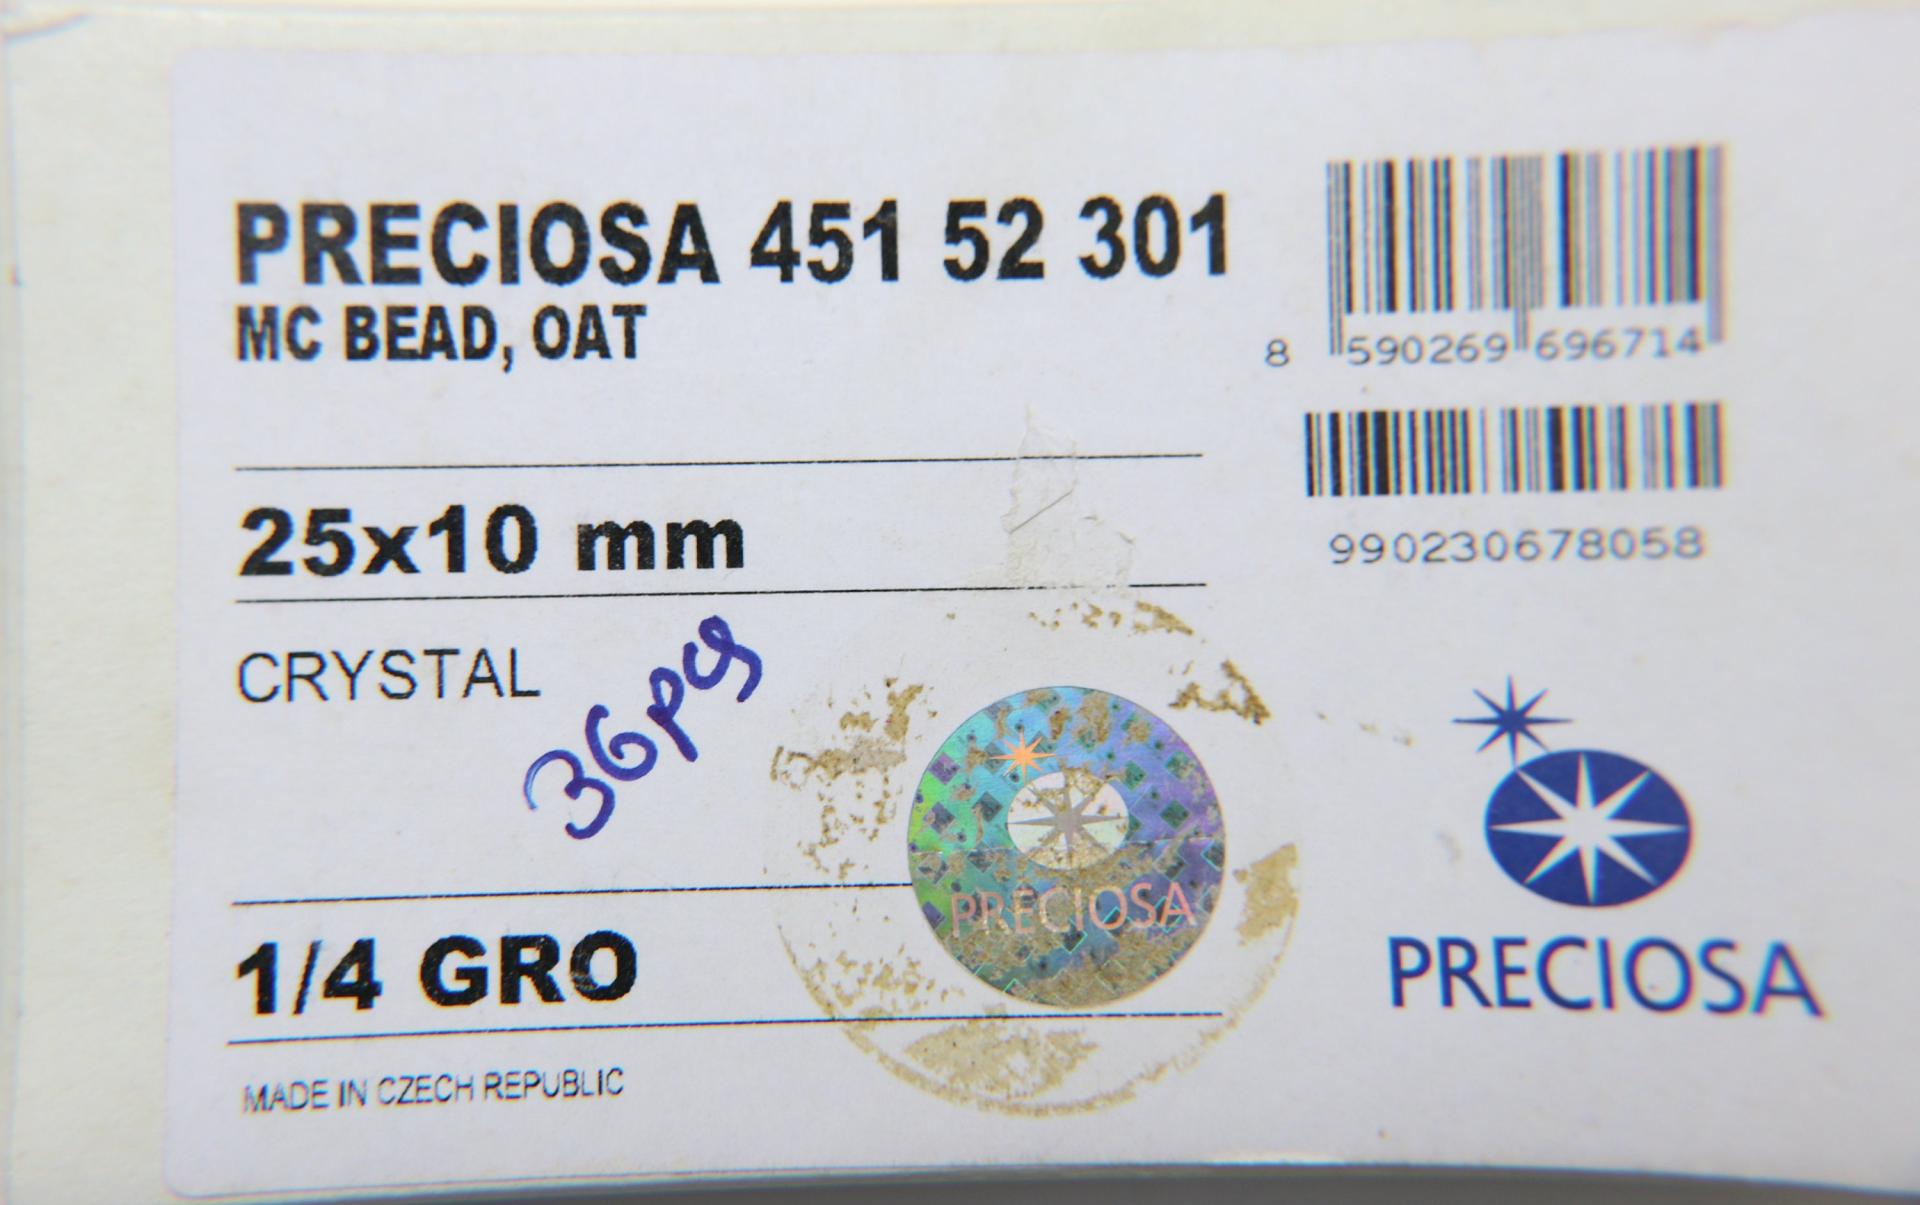 PRECIOSA 451 52 301
MC BEAD, OAT
8 590269 696714
25x10 mm
990230678058
CRYSTAL
36pcs
PRECIOSA
1/4 GRO
PRECIOSA
MADE IN CZECH REPUBLIC